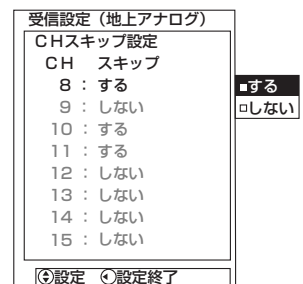 受信設定（地上アナログ）
CHスキップ設定
CH スキップ
8 : する
9 : しない
10 : する
11 : する
12 : しない
13 : しない
14 : しない
15 : しない
■する
□しない
設定 設定終了